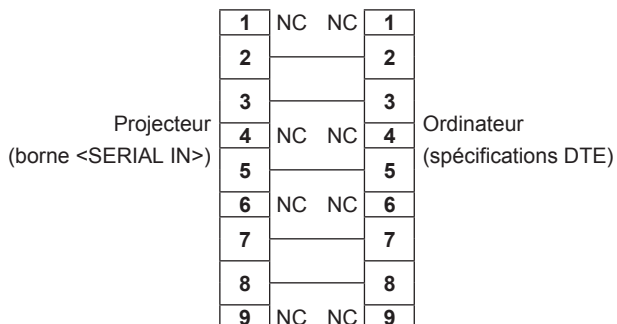 1 NC NC 1
2 2
3 3
Projecteur
(borne <SERIAL IN>)
4 NC NC 4
Ordinateur
(spécifications DTE)
5 5
6 NC NC 6
7 7
8 8
9 NC NC 9